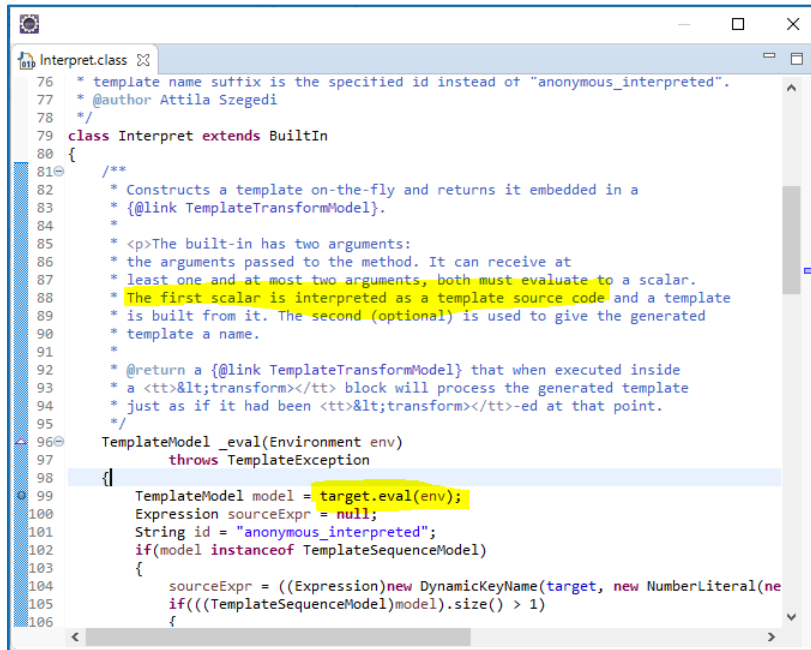 Interpret.class
76 * template name suffix is the specified id instead of "anonymous_interpreted".
77 * @author Attila Szegedi
78 */
79 class Interpret extends BuiltIn
80 {
81 /**
82 * Constructs a template on-the-fly and returns it embedded in a
83 * {@link TemplateTransformModel}.
84 *
85 * <p>The built-in has two arguments:
86 * the arguments passed to the method. It can receive at
87 * least one and at most two arguments, both must evaluate to a scalar.
88 * The first scalar is interpreted as a template source code and a template
89 * is built from it. The second (optional) is used to give the generated
90 * template a name.
91 *
92 * @return a {@link TemplateTransformModel} that when executed inside
93 * a <tt>&lt;transform></tt> block will process the generated template
94 * just as if it had been <tt>&lt;transform></tt>-ed at that point.
95 */
96 TemplateModel _eval(Environment env)
97 throws TemplateException
98 {
99 TemplateModel model = target.eval(env);
100 Expression sourceExpr = null;
101 String id = "anonymous_interpreted";
102 if(model instanceof TemplateSequenceModel)
103 {
104 sourceExpr = ((Expression)new DynamicKeyName(target, new NumberLiteral(ne
105 if(((TemplateSequenceModel)model).size() > 1)
106 {